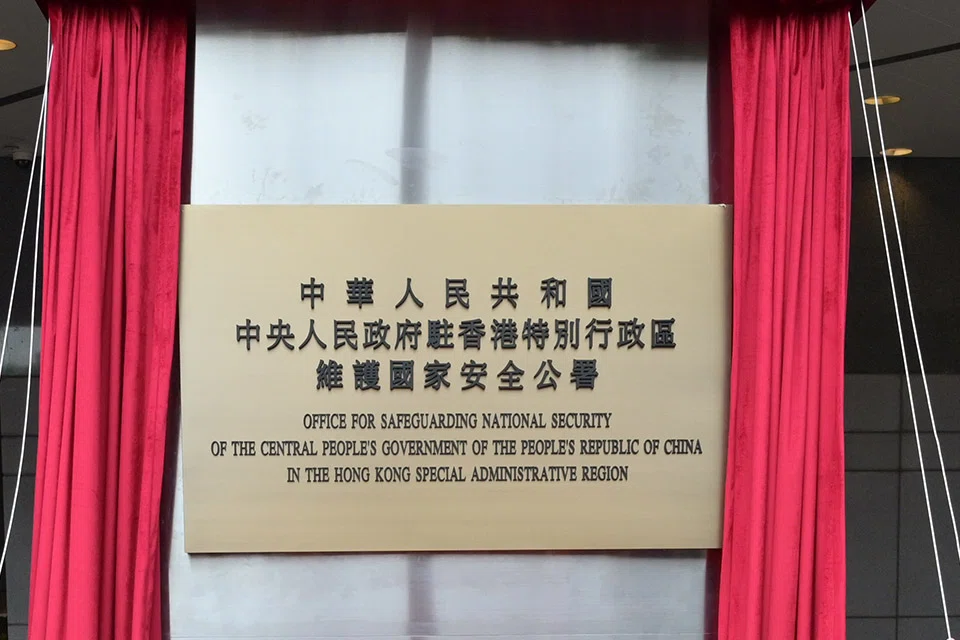 中華人民共和國
中央人民政府駐香港特別行政區
維護國家安全公署
OFFICE FOR SAFEGUARDING NATIONAL SECURITY
OF THE CENTRAL PEOPLE'S GOVERNMENT OF THE PEOPLE'S REPUBLIC OF CHINA
IN THE HONG KONG SPECIAL ADMINISTRATIVE REGION